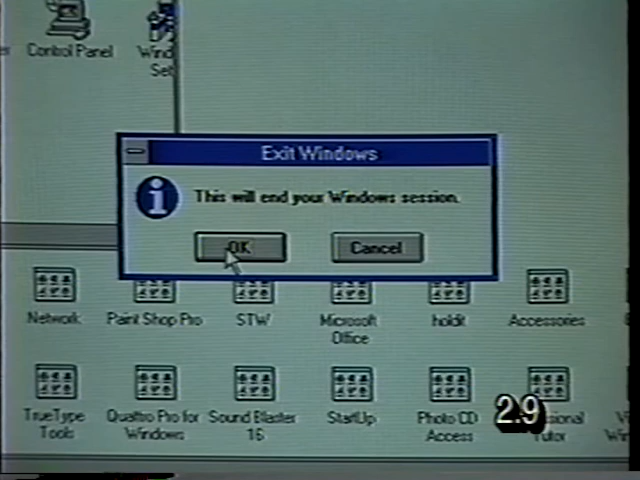 Control Panel
Exit Windows
This will end your Windows session.
OK
Cancel
Network
Paint Shop Pro
STW
Microsoft
Office
holdit
Accessories
TrueType
Tools
Quattro Pro for
Windows
Sound Blaster
16
StartUp
Photo CD
Access
Tutor
2.9